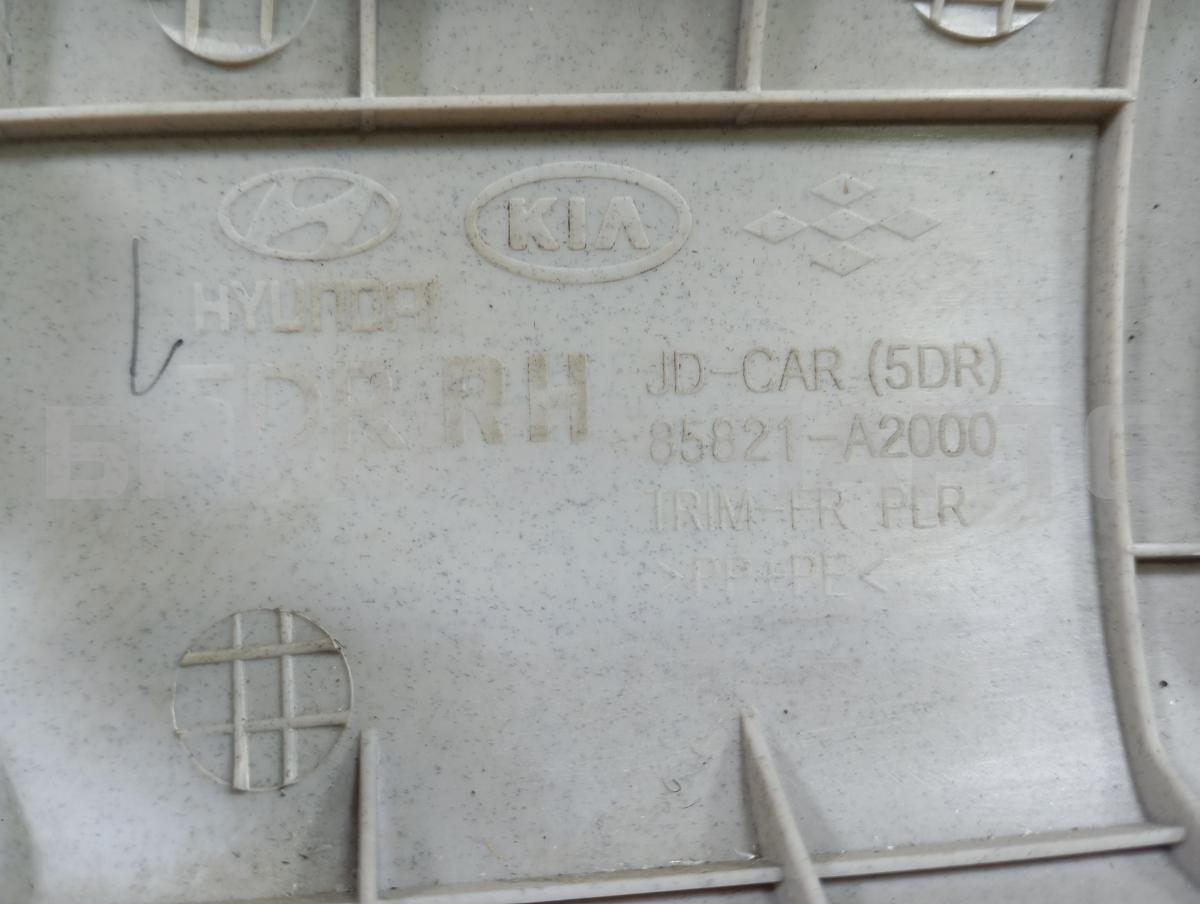 KIA
HYUNDAI
5DR RH
JD-CAR (5DR)
85821-A2000
TRIM-FR PLR
>PP+PE<